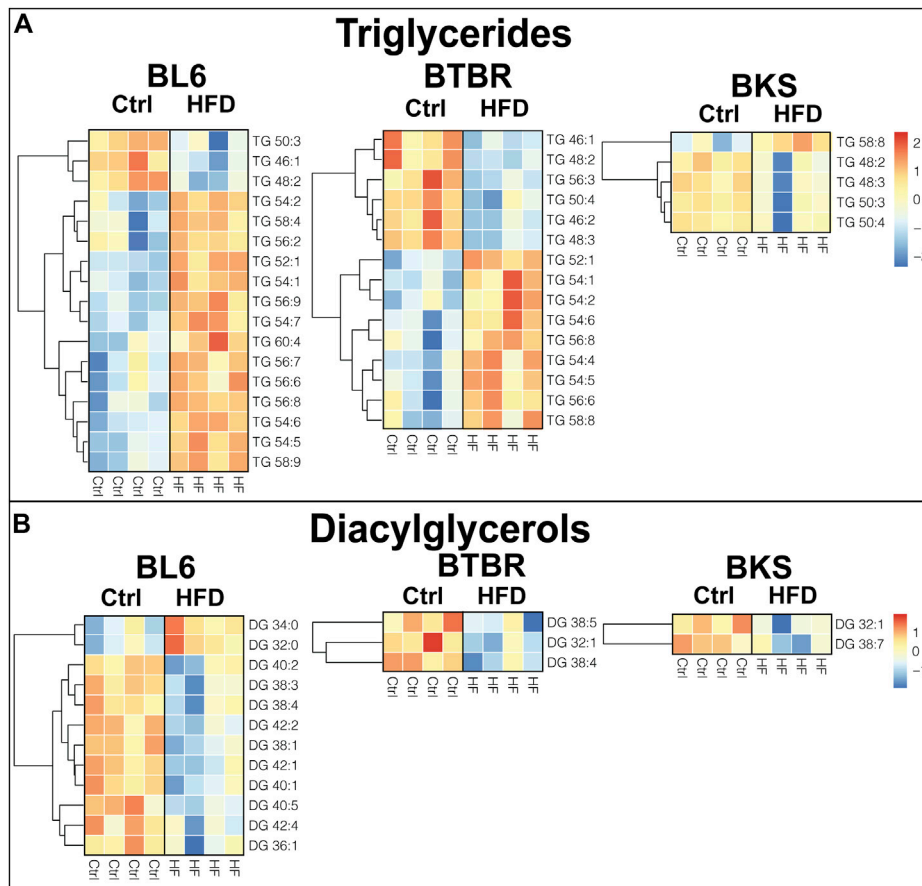 A
Triglycerides
BL6
Ctrl HFD
TG 50:3
TG 46:1
TG 48:2
TG 54:2
TG 58:4
TG 56:2
TG 52:1
TG 54:1
TG 56:9
TG 54:7
TG 60:4
TG 56:7
TG 56:6
TG 56:8
TG 54:6
TG 54:5
TG 58:9
Ctrl Ctrl Ctrl Ctrl HF HF HF HF
BTBR
Ctrl HFD
TG 46:1
TG 48:2
TG 56:3
TG 50:4
TG 46:2
TG 48:3
TG 52:1
TG 54:1
TG 54:2
TG 54:6
TG 56:8
TG 54:4
TG 54:5
TG 56:6
TG 58:8
Ctrl Ctrl Ctrl Ctrl HF HF HF HF
BKS
Ctrl HFD
TG 58:8
TG 48:2
TG 48:3
TG 50:3
TG 50:4
Ctrl Ctrl Ctrl Ctrl HF HF HF HF
2
1
0
B
Diacylglycerols
BL6
Ctrl HFD
DG 34:0
DG 32:0
DG 40:2
DG 38:3
DG 38:4
DG 42:2
DG 38:1
DG 42:1
DG 40:1
DG 40:5
DG 42:4
DG 36:1
Ctrl Ctrl Ctrl Ctrl HF HF HF HF
BTBR
Ctrl HFD
DG 38:5
DG 32:1
DG 38:4
Ctrl Ctrl Ctrl Ctrl HF HF HF HF
BKS
Ctrl HFD
DG 32:1
DG 38:7
Ctrl Ctrl Ctrl Ctrl HF HF HF HF
1
0